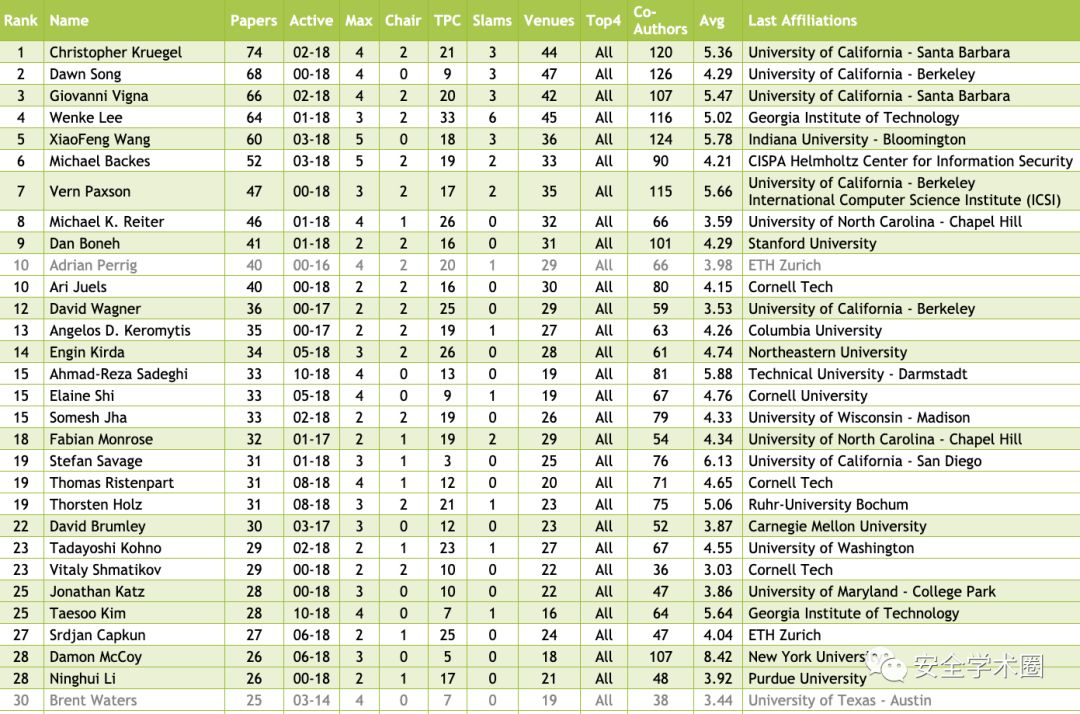 Rank Name Papers Active Max Chair TPC Slams Venues Top4 Co-Authors Avg Last Affiliations
1 Christopher Kruegel 74 02-18 4 2 21 3 44 All 120 5.36 University of California - Santa Barbara
2 Dawn Song 68 00-18 4 0 9 3 47 All 126 4.29 University of California - Berkeley
3 Giovanni Vigna 66 02-18 4 2 20 3 42 All 107 5.47 University of California - Santa Barbara
4 Wenke Lee 64 01-18 3 2 33 6 45 All 116 5.02 Georgia Institute of Technology
5 XiaoFeng Wang 60 03-18 5 0 18 3 36 All 124 5.78 Indiana University - Bloomington
6 Michael Backes 52 03-18 5 2 19 2 33 All 90 4.21 CISPA Helmholtz Center for Information Security
7 Vern Paxson 47 00-18 3 2 17 2 35 All 115 5.66 University of California - Berkeley
International Computer Science Institute (ICSI)
8 Michael K. Reiter 46 01-18 4 1 26 0 32 All 66 3.59 University of North Carolina - Chapel Hill
9 Dan Boneh 41 01-18 2 2 16 0 31 All 101 4.29 Stanford University
10 Adrian Perrig 40 00-16 4 2 20 1 29 All 66 3.98 ETH Zurich
10 Ari Juels 40 00-18 2 2 16 0 30 All 80 4.15 Cornell Tech
12 David Wagner 36 00-17 2 2 25 0 29 All 59 3.53 University of California - Berkeley
13 Angelos D. Keromytis 35 00-17 2 2 19 1 27 All 63 4.26 Columbia University
14 Engin Kirda 34 05-18 3 2 26 0 28 All 61 4.74 Northeastern University
15 Ahmad-Reza Sadeghi 33 10-18 4 0 13 0 19 All 81 5.88 Technical University - Darmstadt
15 Elaine Shi 33 05-18 4 0 9 1 19 All 67 4.76 Cornell University
15 Somesh Jha 33 02-18 2 2 19 0 26 All 79 4.33 University of Wisconsin - Madison
18 Fabian Monrose 32 01-17 2 1 19 2 29 All 54 4.34 University of North Carolina - Chapel Hill
19 Stefan Savage 31 01-18 3 1 3 0 25 All 76 6.13 University of California - San Diego
19 Thomas Ristenpart 31 08-18 4 1 12 0 20 All 71 4.65 Cornell Tech
19 Thorsten Holz 31 08-18 3 2 21 1 23 All 75 5.06 Ruhr-University Bochum
22 David Brumley 30 03-17 3 0 12 0 23 All 52 3.87 Carnegie Mellon University
23 Tadayoshi Kohno 29 02-18 2 1 23 1 27 All 67 4.55 University of Washington
23 Vitaly Shmatikov 29 00-18 2 2 10 0 22 All 36 3.03 Cornell Tech
25 Jonathan Katz 28 00-18 3 0 10 0 22 All 47 3.86 University of Maryland - College Park
25 Taesoo Kim 28 10-18 4 0 7 1 16 All 64 5.64 Georgia Institute of Technology
27 Srdjan Capkun 27 06-18 2 1 25 0 24 All 47 4.04 ETH Zurich
28 Damon McCoy 26 06-18 3 0 5 0 18 All 107 8.42 New York University
28 Ninghui Li 26 00-18 2 1 17 0 21 All 48 3.92 Purdue University
30 Brent Waters 25 03-14 4 0 7 0 19 All 38 3.44 University of Texas - Austin
安全学术圈